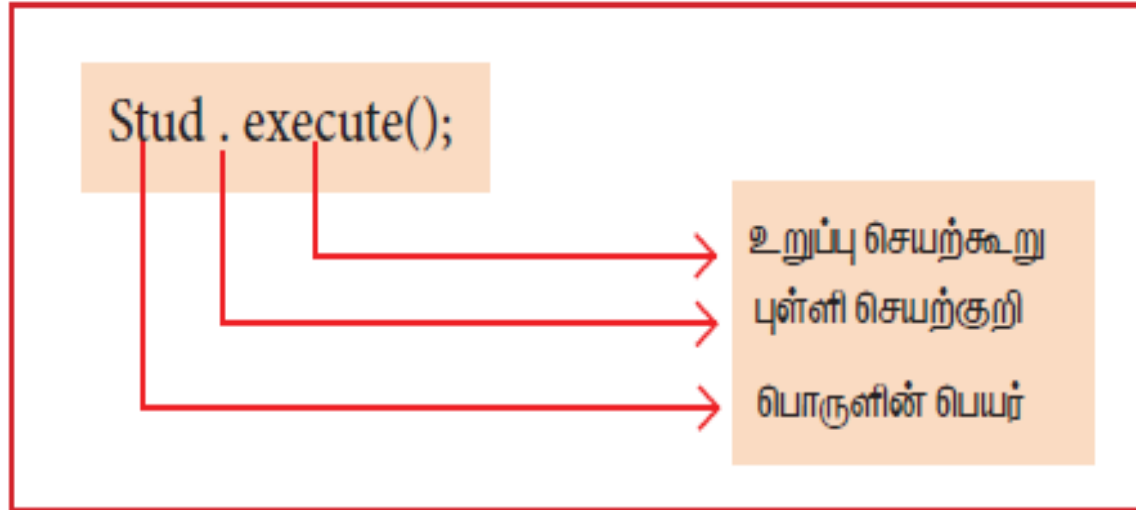 Stud . execute();
உறுப்பு செயற்கூறு
புள்ளி செயற்குறி
பொருளின் பெயர்